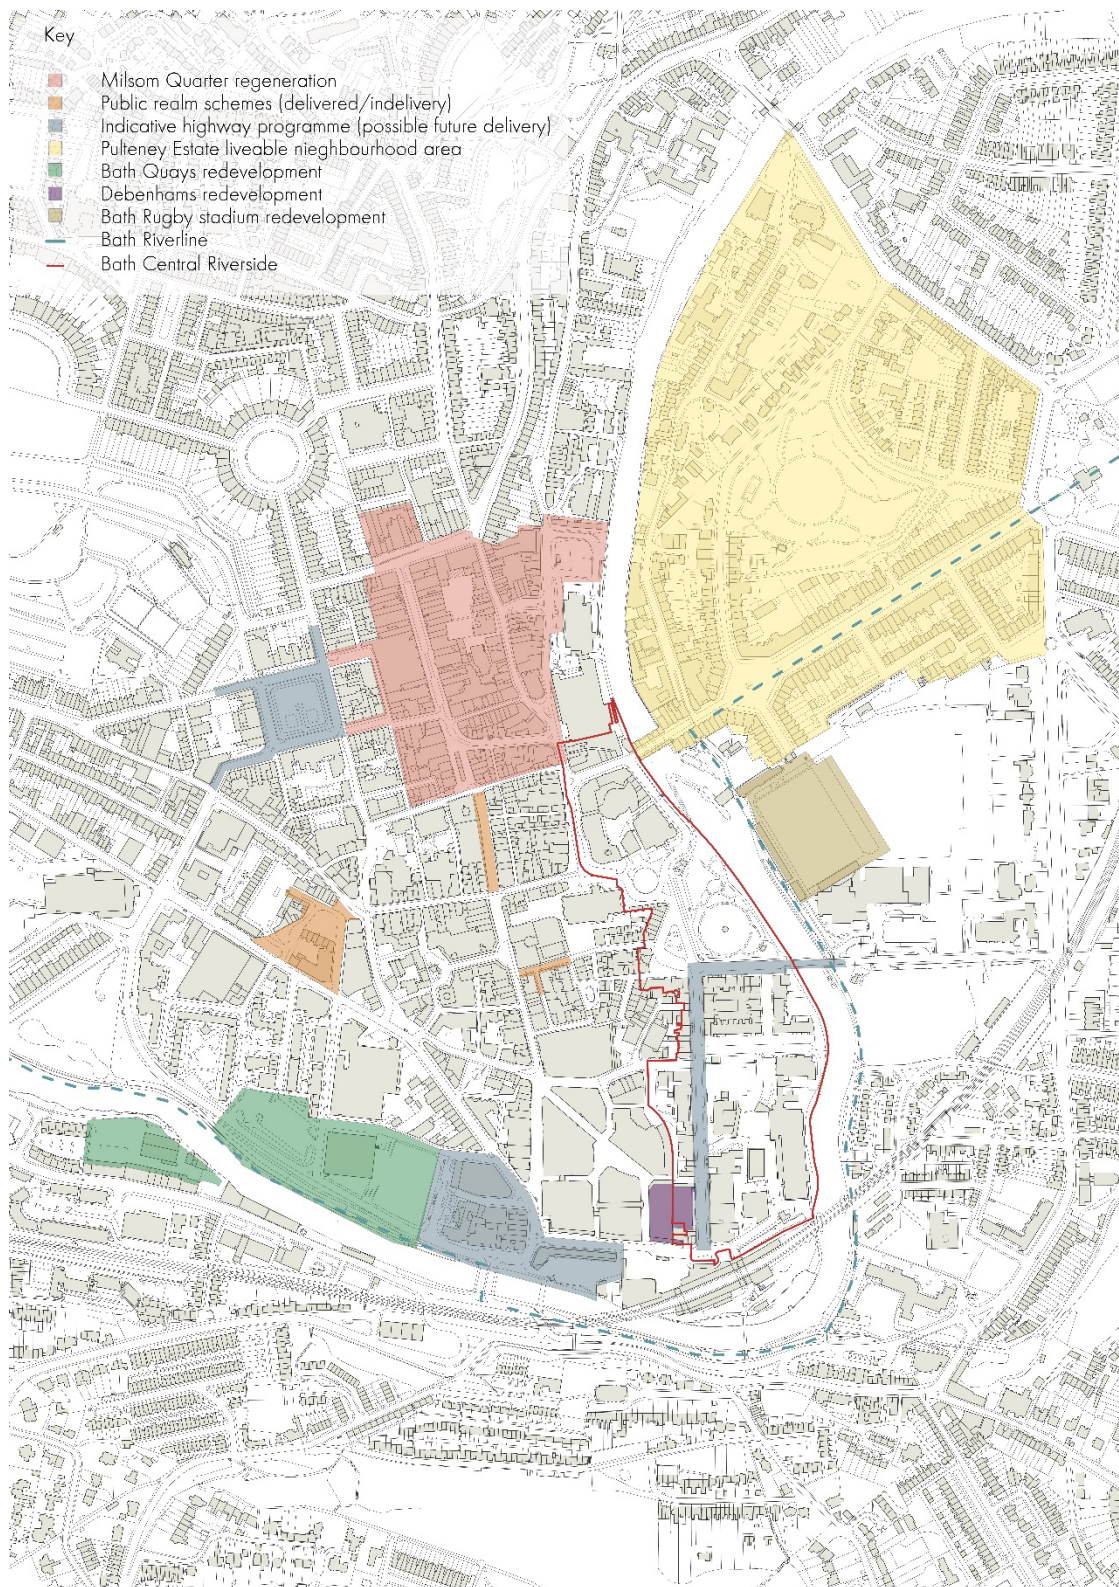 Key
Milsom Quarter regeneration
Public realm schemes (delivered/indelivery)
Indicative highway programme (possible future delivery)
Pulteney Estate liveable nieghbourhood area
Bath Quays redevelopment
Debenhams redevelopment
Bath Rugby stadium redevelopment
Bath Riverline
Bath Central Riverside